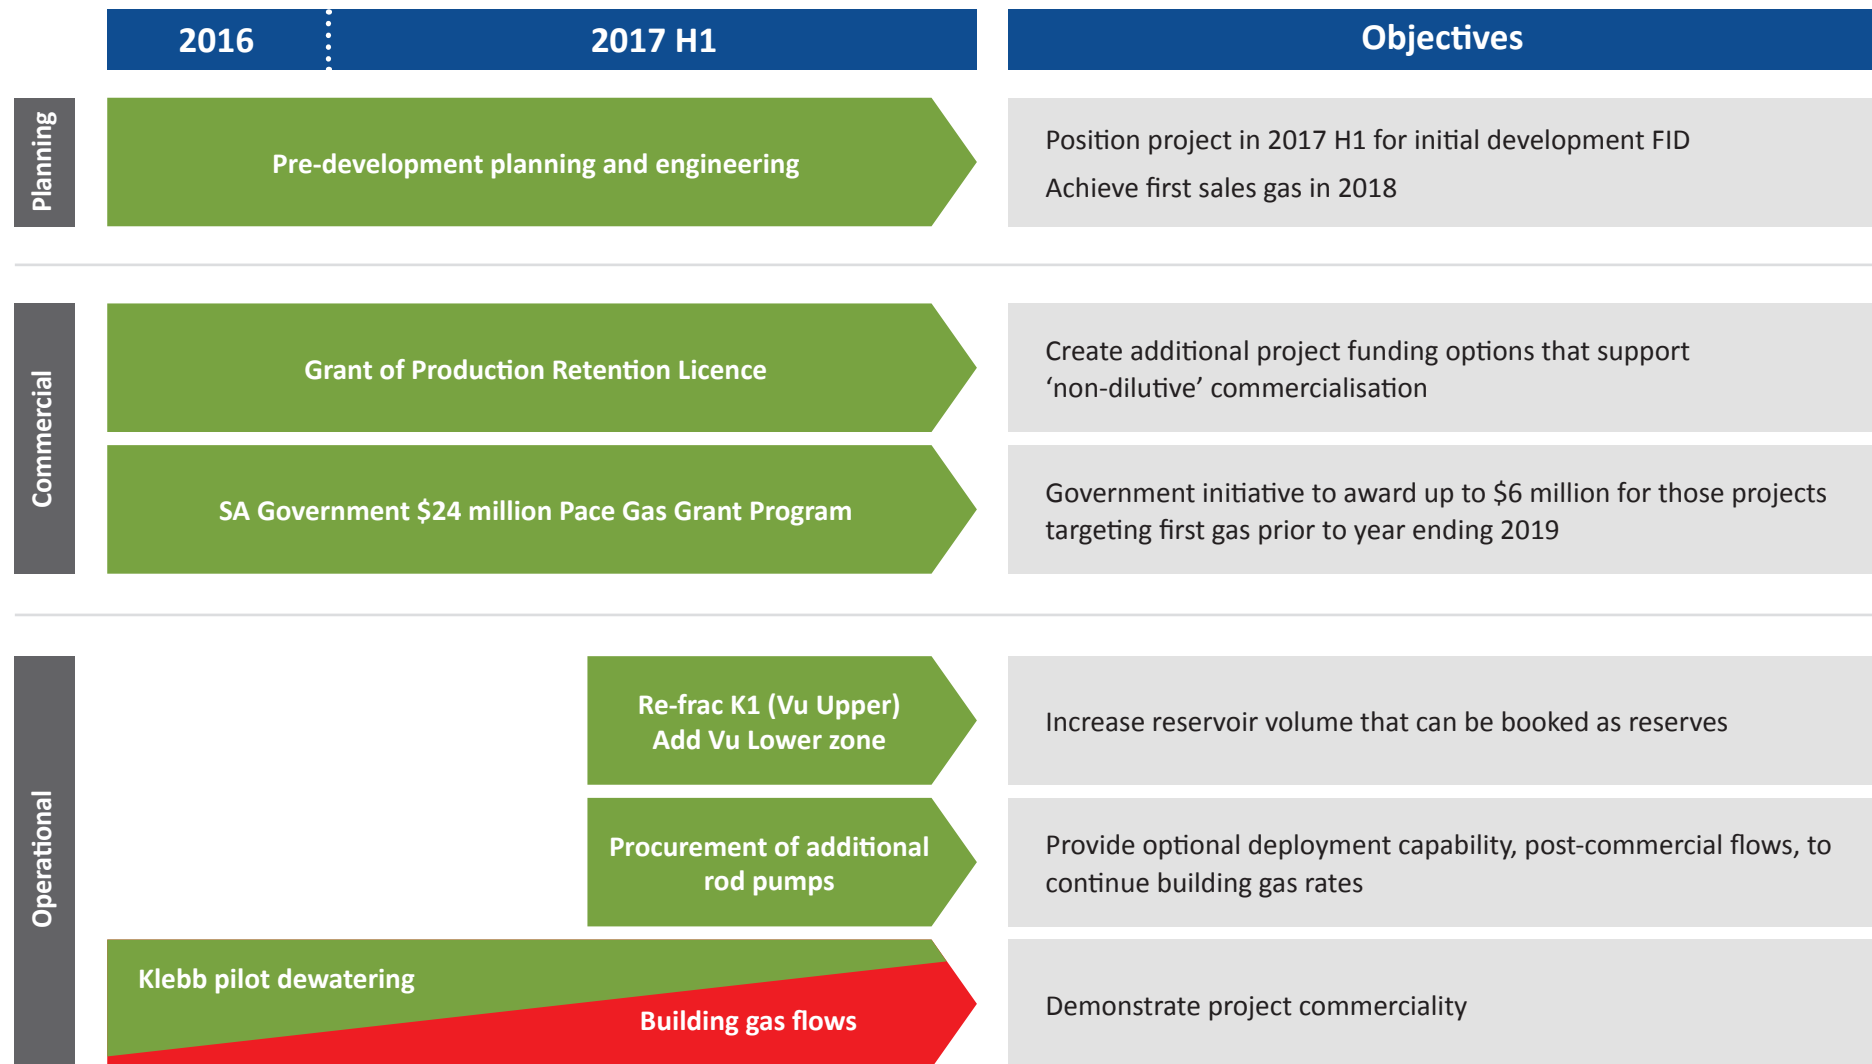 2016
2017 H1
Objectives
Planning
Pre-development planning and engineering
Position project in 2017 H1 for initial development FID
Achieve first sales gas in 2018
Commercial
Grant of Production Retention Licence
Create additional project funding options that support
‘non-dilutive’ commercialisation
SA Government $24 million Pace Gas Grant Program
Government initiative to award up to $6 million for those projects
targeting first gas prior to year ending 2019
Operational
Re-frac K1 (Vu Upper)
Add Vu Lower zone
Increase reservoir volume that can be booked as reserves
Procurement of additional
rod pumps
Provide optional deployment capability, post-commercial flows, to
continue building gas rates
Klebb pilot dewatering
Building gas flows
Demonstrate project commerciality